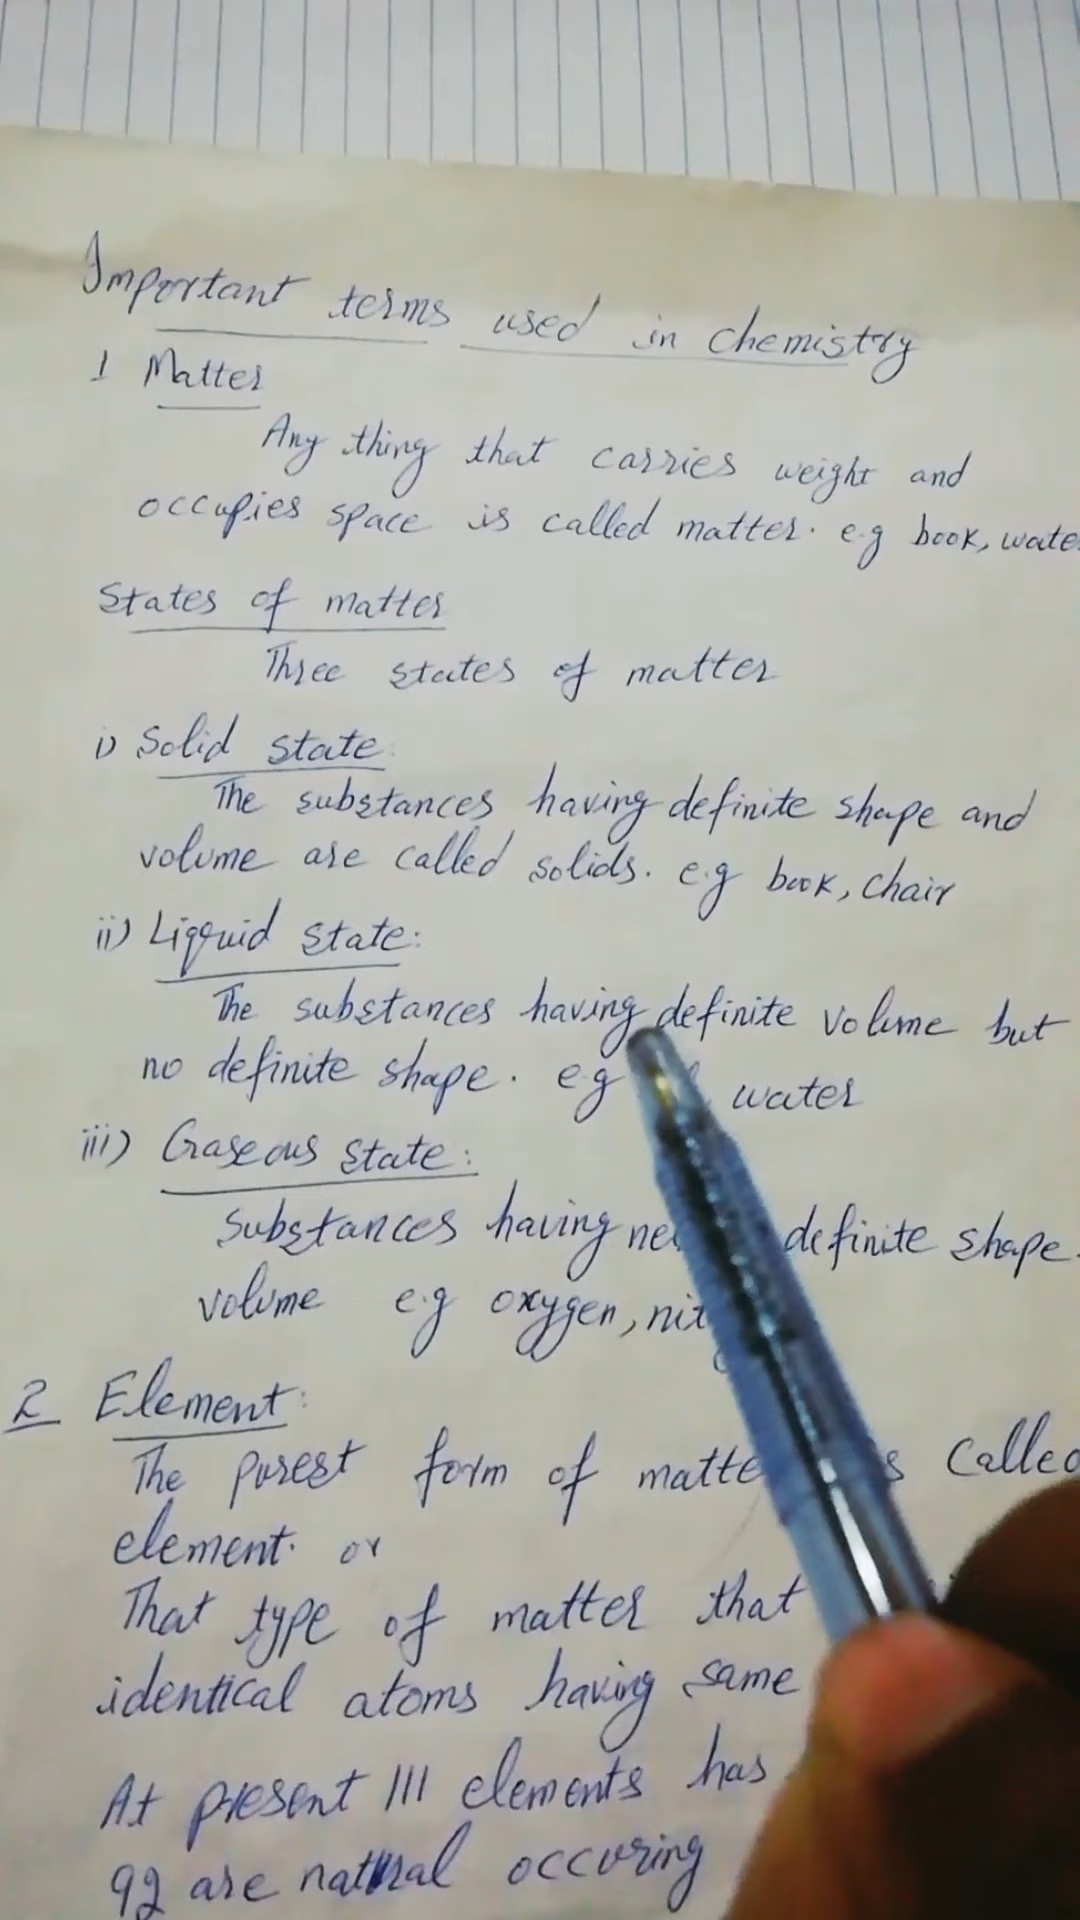 Important terms used in chemistry
1 Matter
Any thing that carries weight and
occupies space is called matter. e.g book, water
States of matter
Three states of matter
i) Solid state:
The substances having definite shape and
volume are called solids. e.g book, chair
ii) Liquid state:
The substances having definite volume but
no definite shape. e.g water
iii) Gaseous state:
Substances having definite shape
volume e.g oxygen,
2 Element:
The purest form of matter is called
element. or
That type of matter that
identical atoms having same
At present 111 elements has
92 are natural occuring